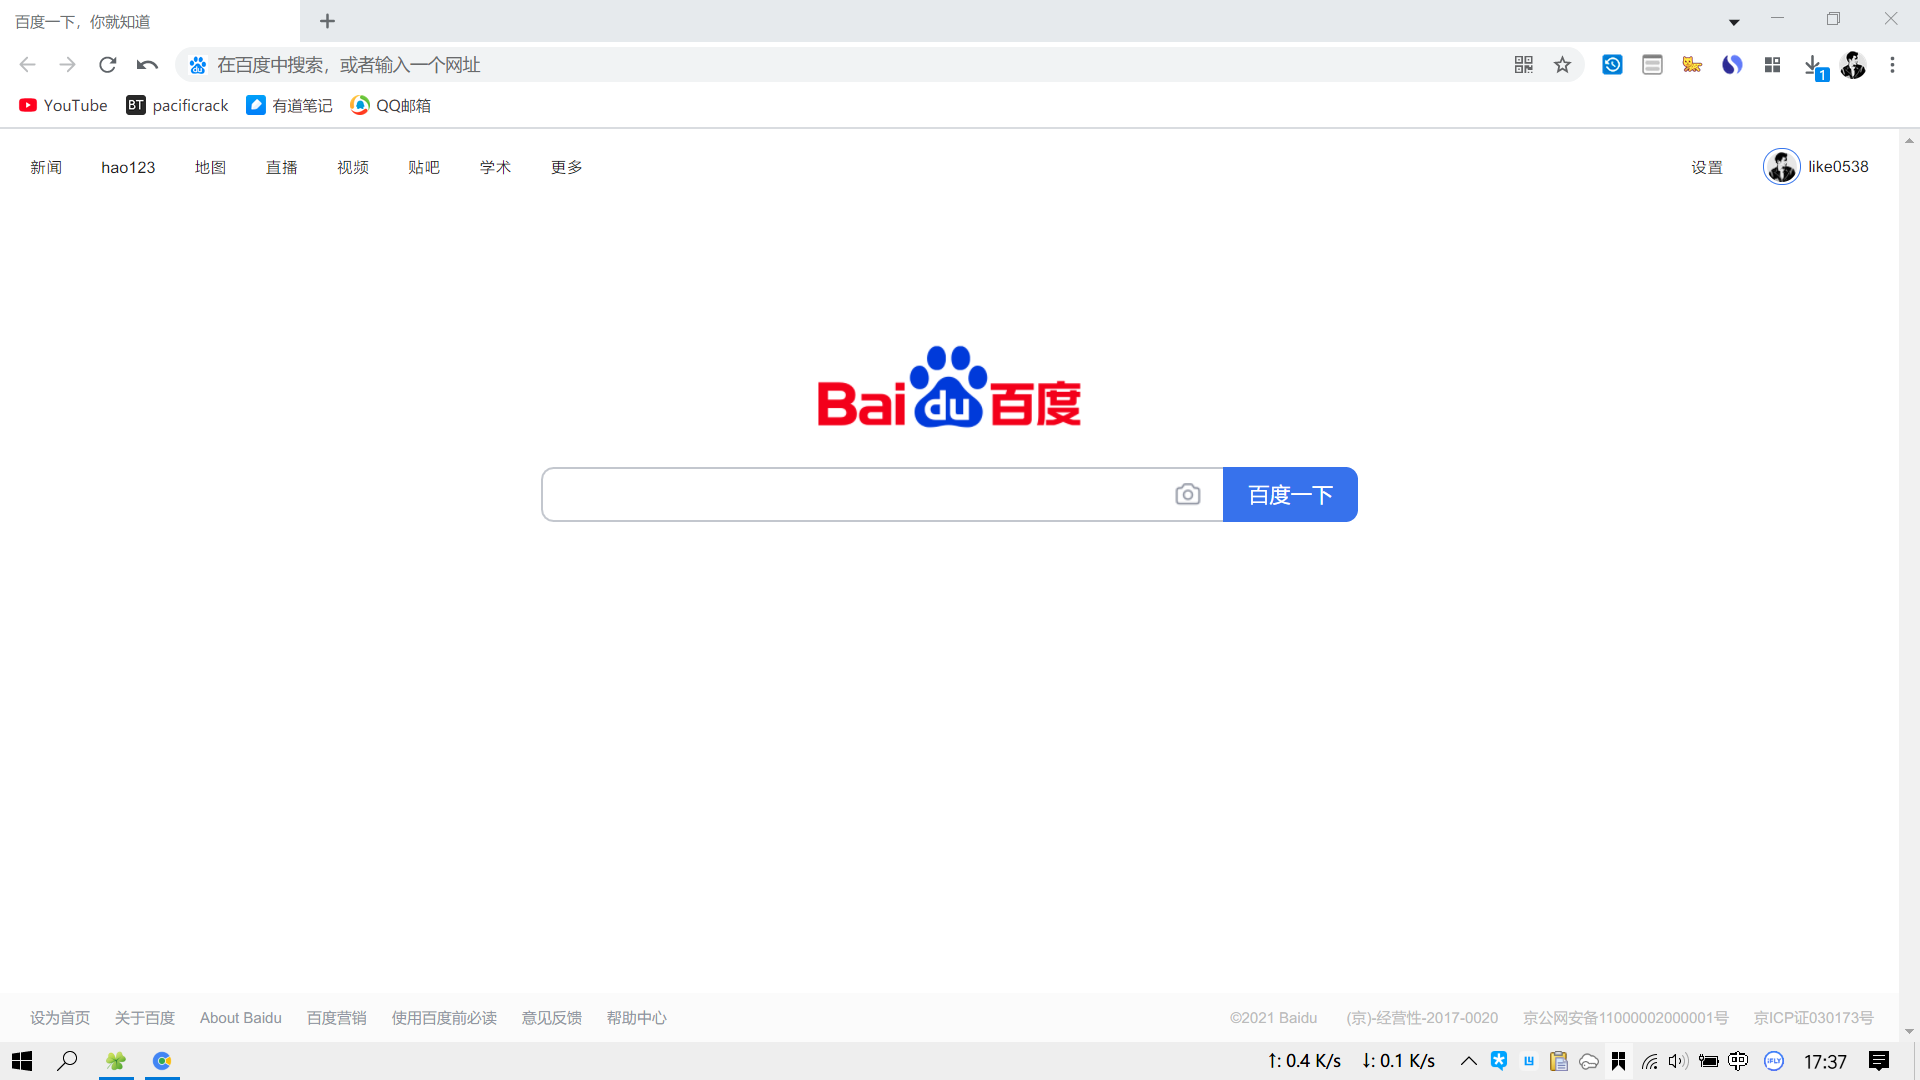 百度一下，你就知道
在百度中搜索，或者输入一个网址
1
YouTube BT pacificrack 有道笔记 QQ邮箱
新闻 hao123 地图 直播 视频 贴吧 学术 更多 设置 like0538
Bai du 百度
百度一下
设为首页 关于百度 About Baidu 百度营销 使用百度前必读 意见反馈 帮助中心 ©2021 Baidu (京)-经营性-2017-0020 京公网安备11000002000001号 京ICP证030173号
↑: 0.4 K/s ↓: 0.1 K/s 中 iFLY 17:37